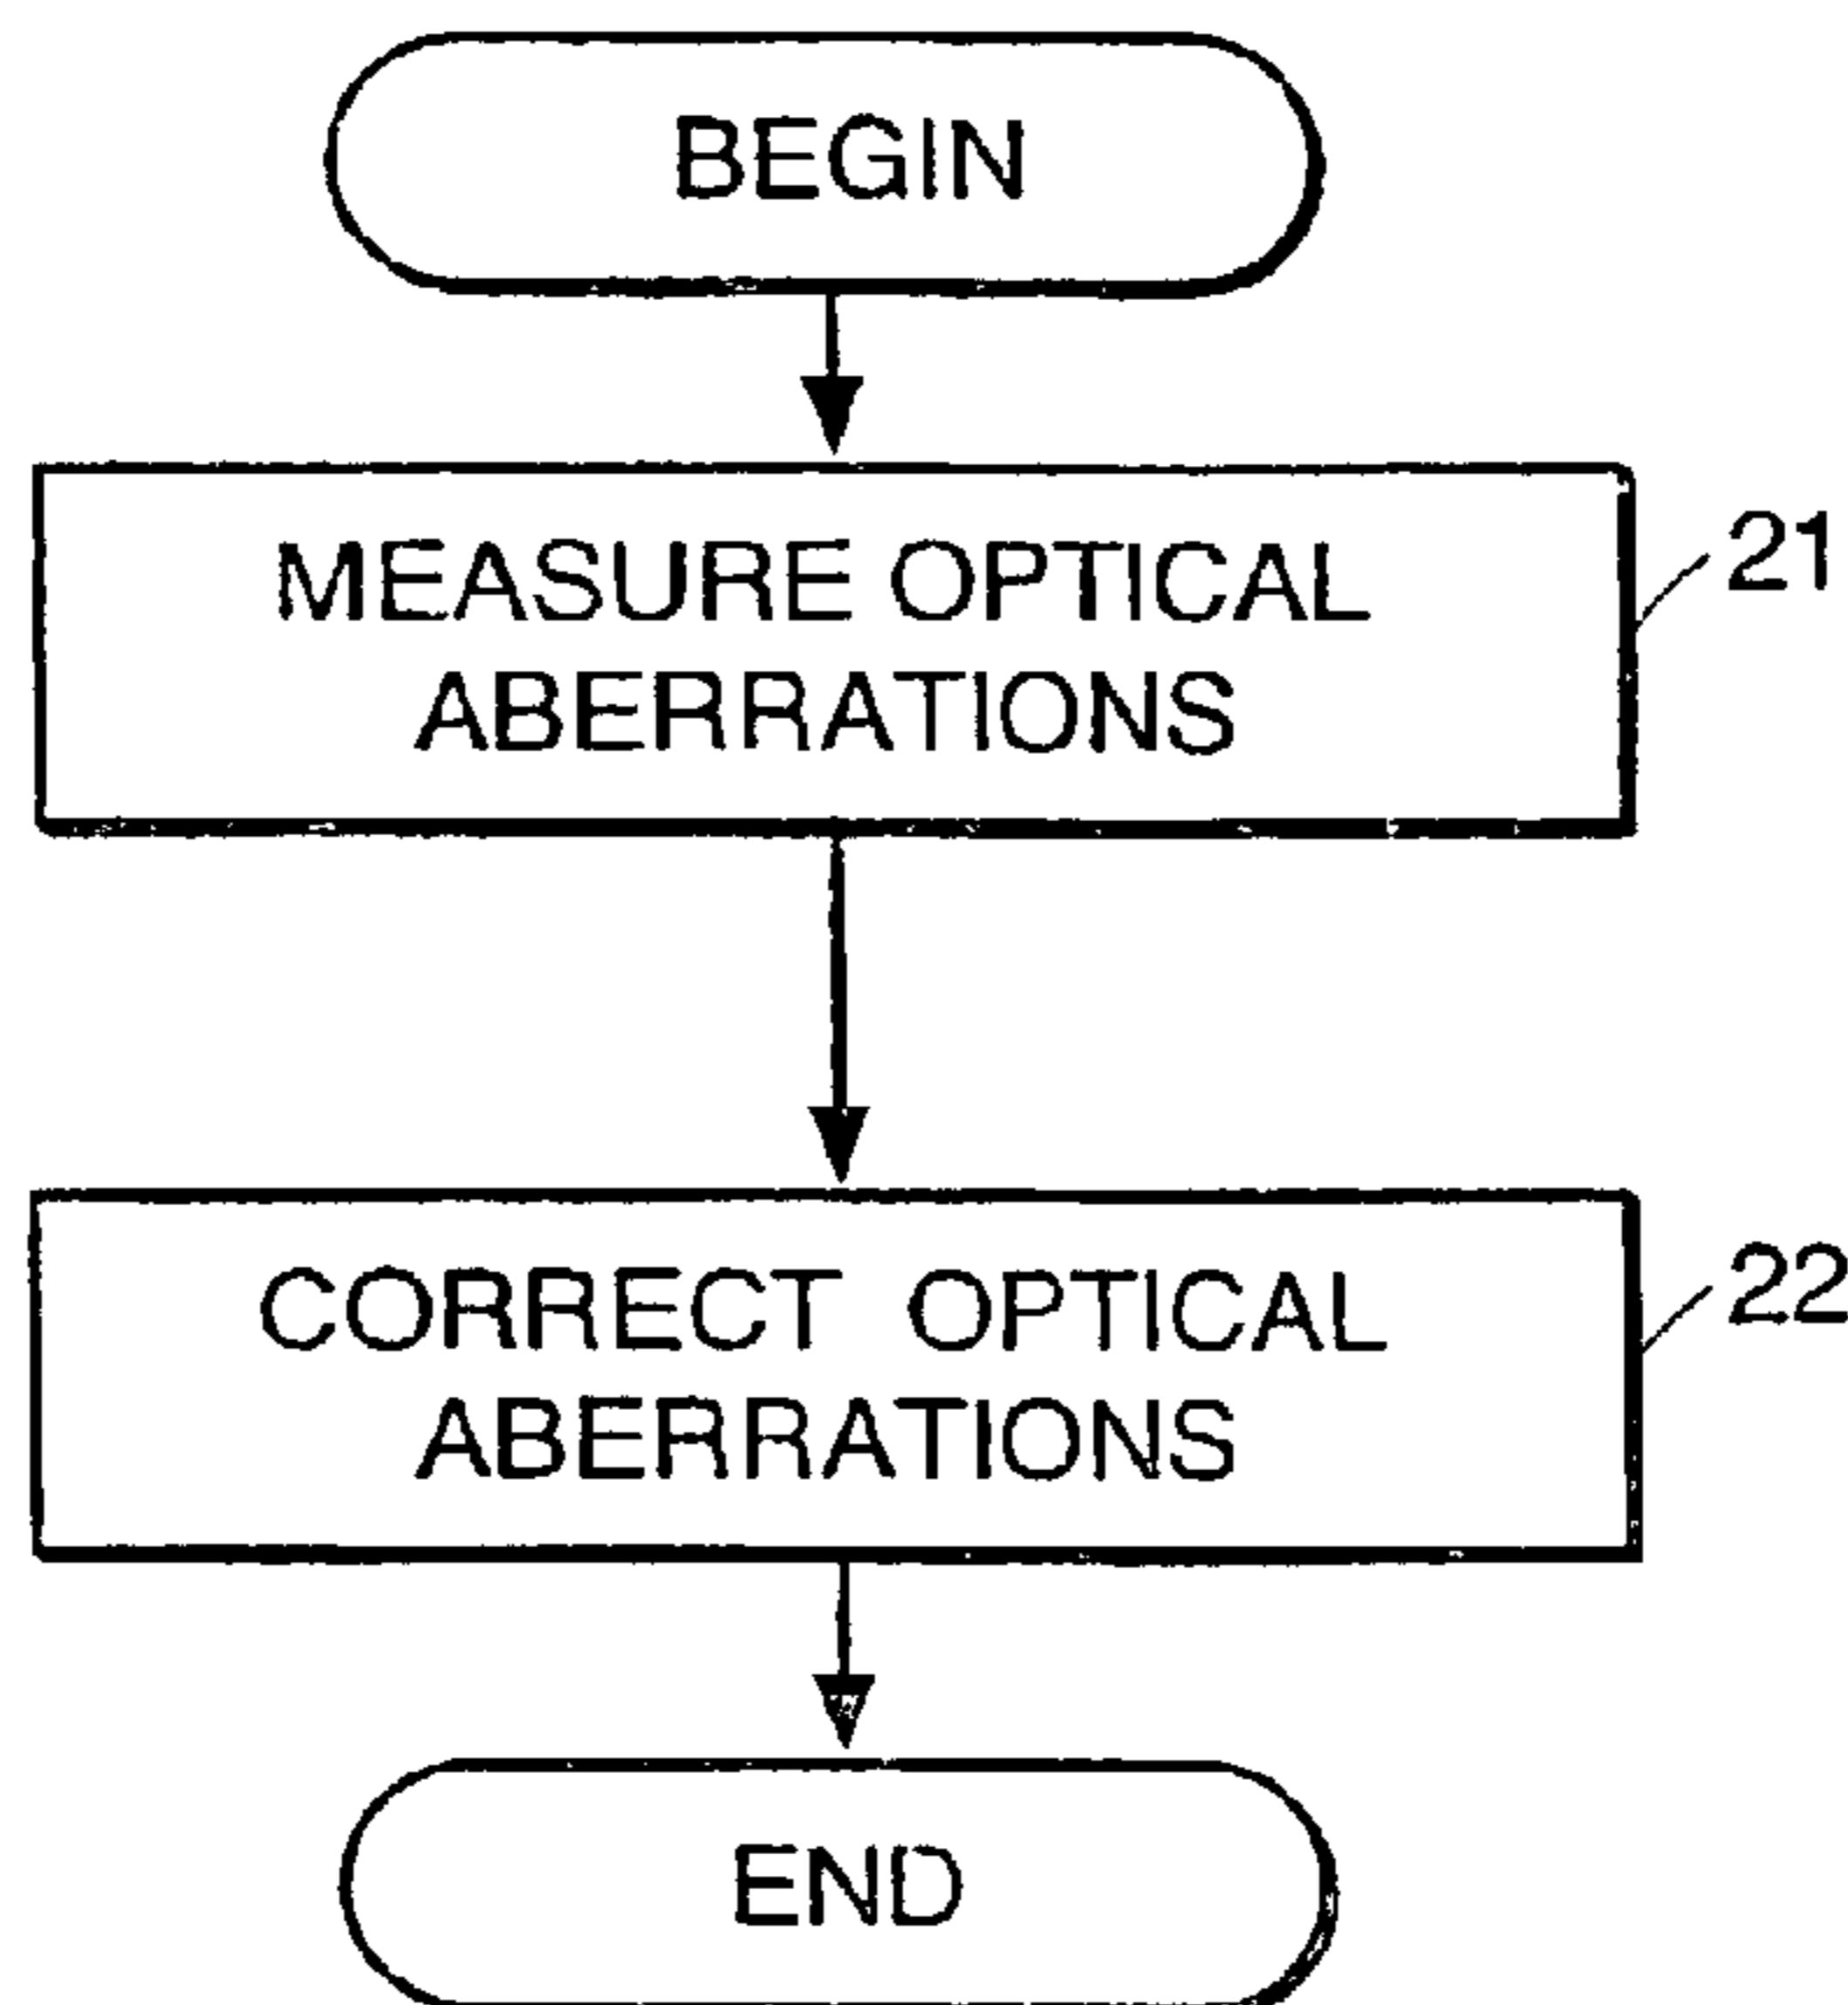 BEGIN
MEASURE OPTICAL
ABERRATIONS
21
CORRECT OPTICAL
ABERRATIONS
22
END